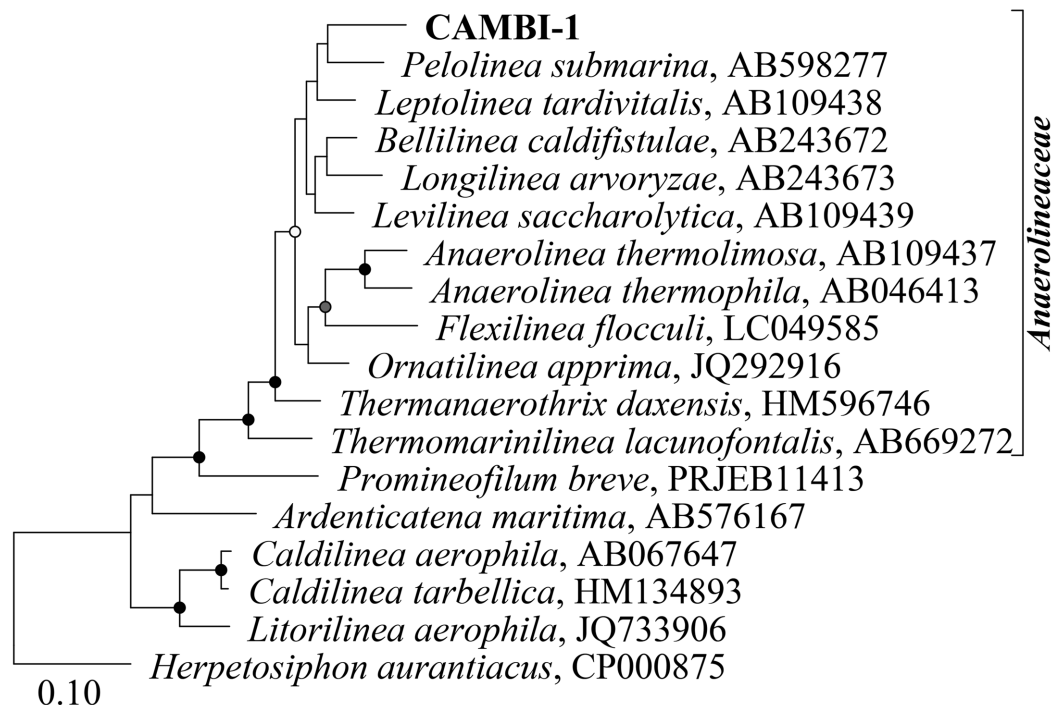 CAMBI-1
Pelolinea submarina, AB598277
Leptolinea tardivitalis, AB109438
Bellilinea caldifistulae, AB243672
Longilinea arvoryzae, AB243673
Levilinea saccharolytica, AB109439
Anaerolinea thermolimosa, AB109437
Anaerolinea thermophila, AB046413
Flexilinea flocculi, LC049585
Ornatilinea apprima, JQ292916
Thermanaerothrix daxensis, HM596746
Thermomarinilinea lacunofontalis, AB669272
Prominеofilum breve, PRJEB11413
Ardenticatena maritima, AB576167
Caldilinea aerophila, AB067647
Caldilinea tarbellica, HM134893
Litorilinea aerophila, JQ733906
Herpetosiphon aurantiacus, CP000875
0.10
Anaerolineaceae